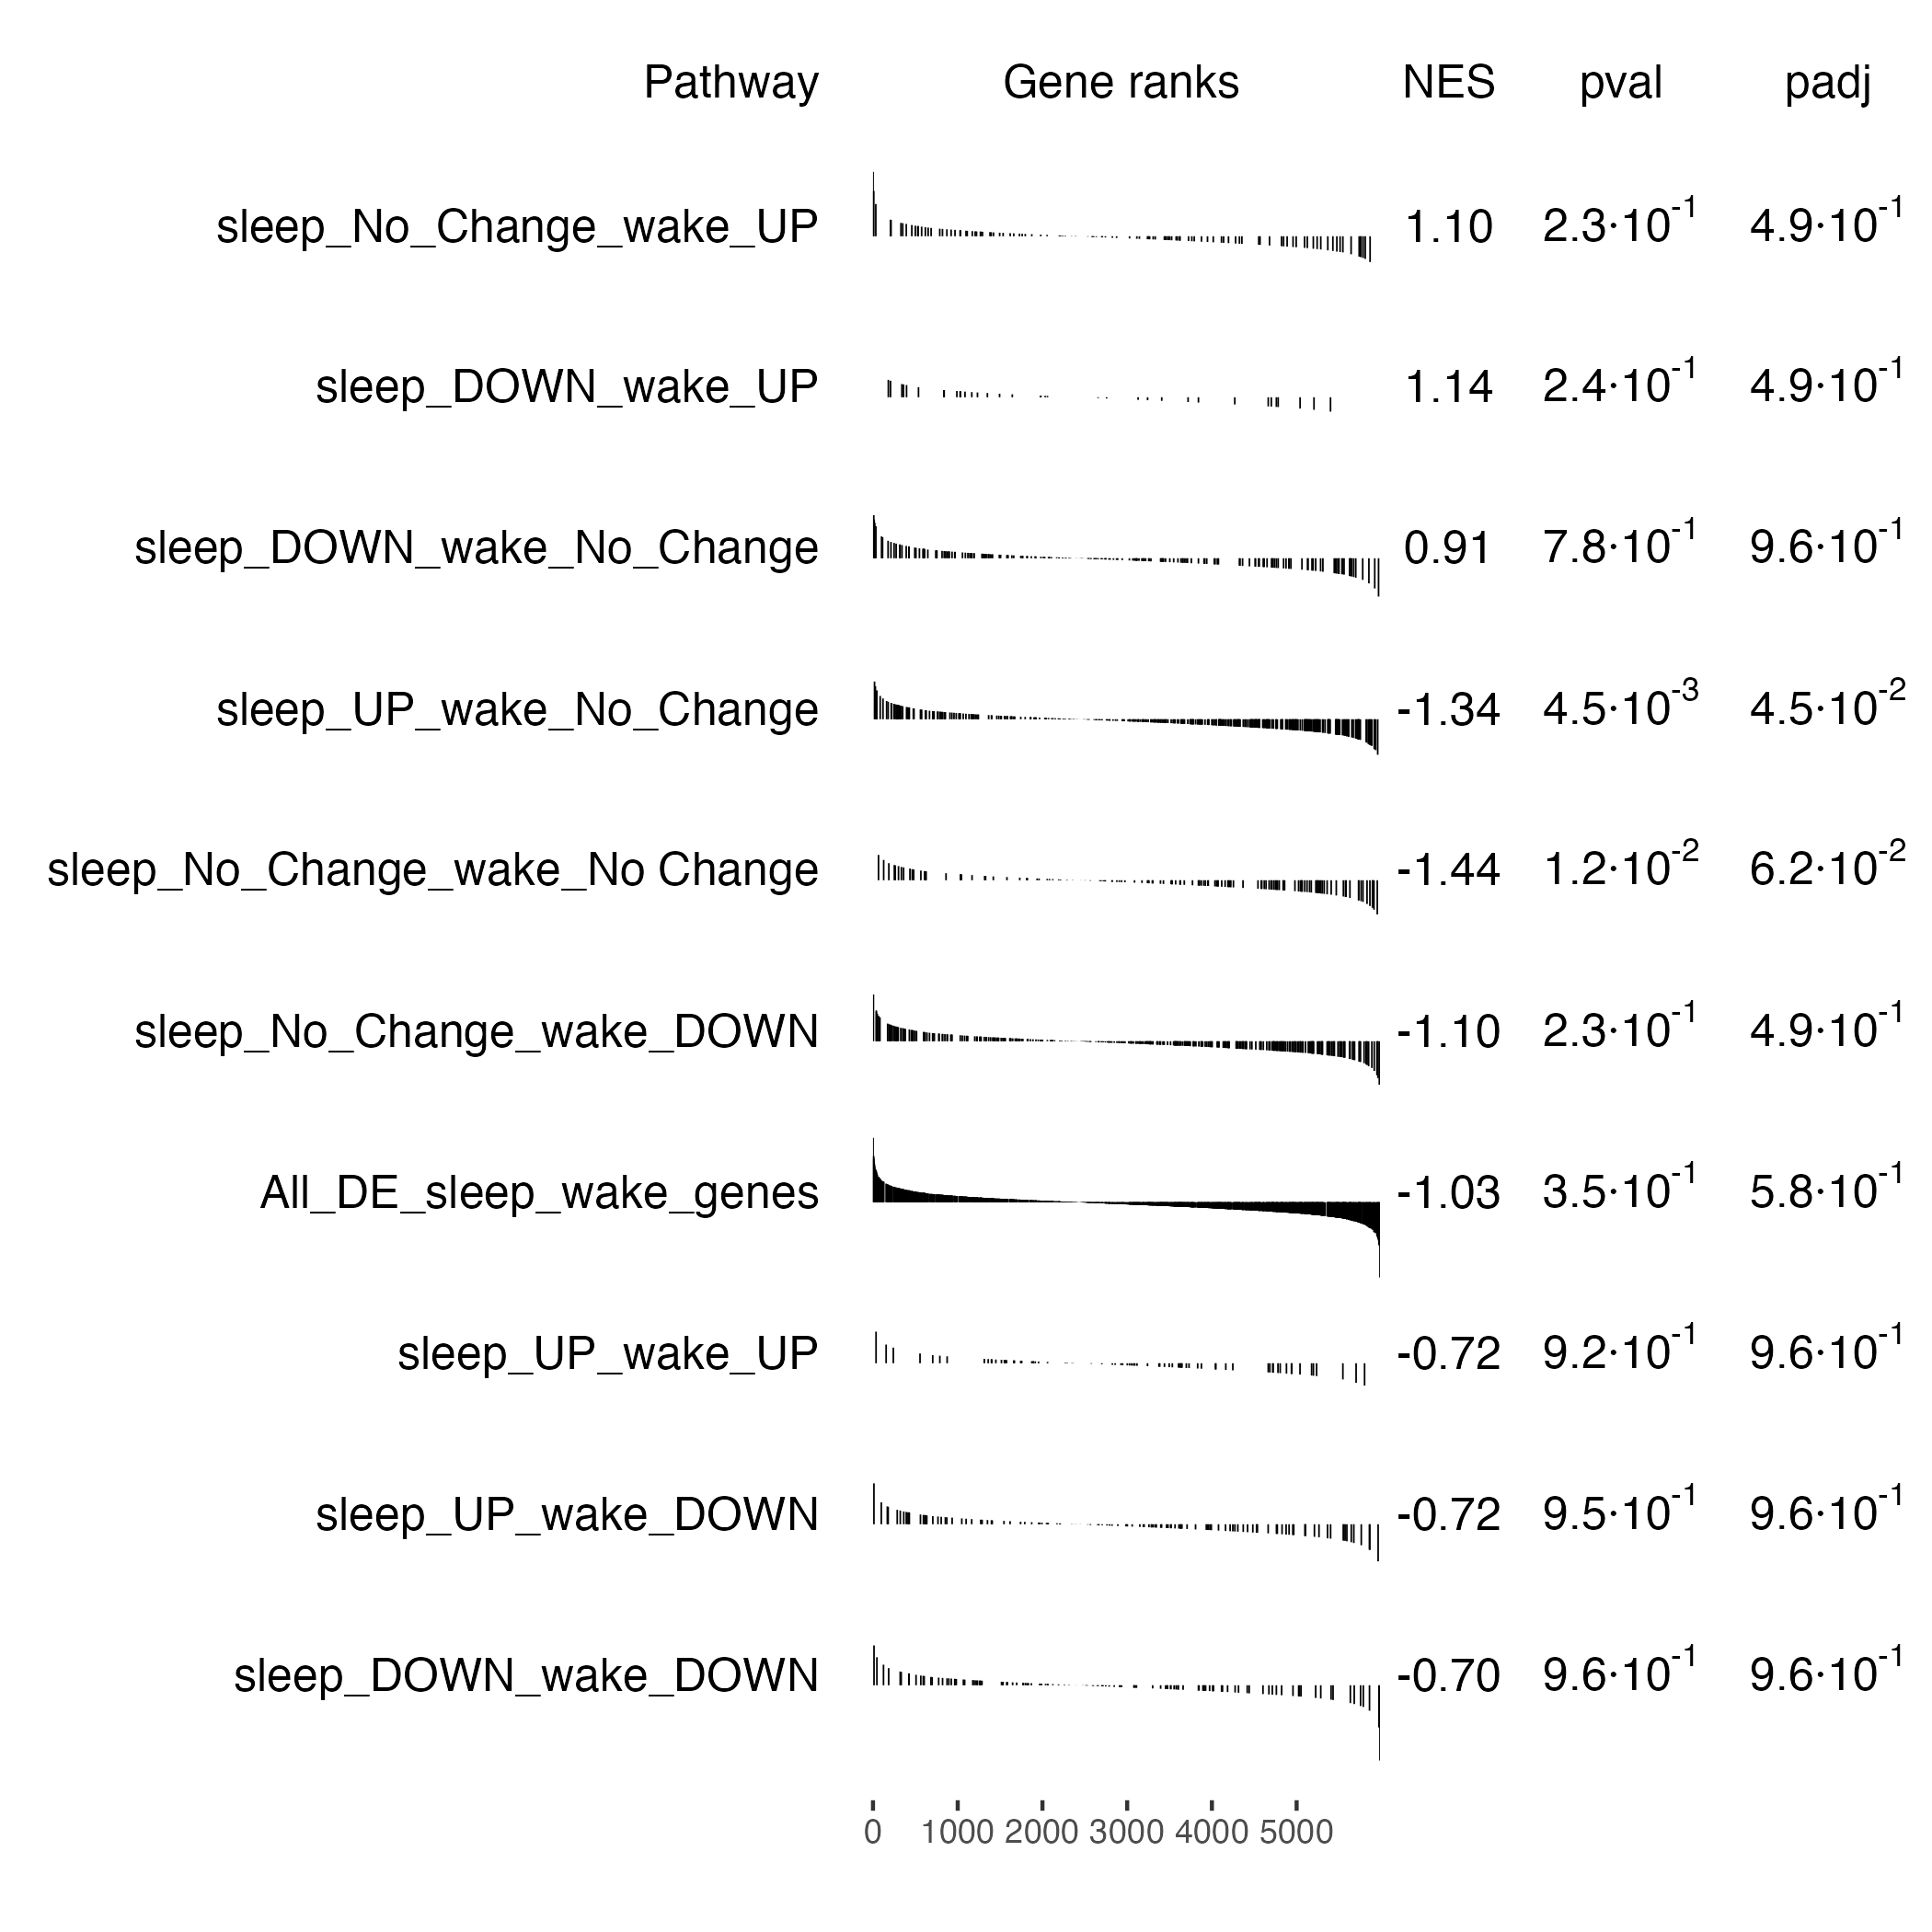 Pathway Gene ranks NES pval padj
sleep_No_Change_wake_UP 1.10 2.3·10⁻¹ 4.9·10⁻¹
sleep_DOWN_wake_UP 1.14 2.4·10⁻¹ 4.9·10⁻¹
sleep_DOWN_wake_No_Change 0.91 7.8·10⁻¹ 9.6·10⁻¹
sleep_UP_wake_No_Change -1.34 4.5·10⁻³ 4.5·10⁻²
sleep_No_Change_wake_No Change -1.44 1.2·10⁻² 6.2·10⁻²
sleep_No_Change_wake_DOWN -1.10 2.3·10⁻¹ 4.9·10⁻¹
All_DE_sleep_wake_genes -1.03 3.5·10⁻¹ 5.8·10⁻¹
sleep_UP_wake_UP -0.72 9.2·10⁻¹ 9.6·10⁻¹
sleep_UP_wake_DOWN -0.72 9.5·10⁻¹ 9.6·10⁻¹
sleep_DOWN_wake_DOWN -0.70 9.6·10⁻¹ 9.6·10⁻¹
0 1000 2000 3000 4000 5000